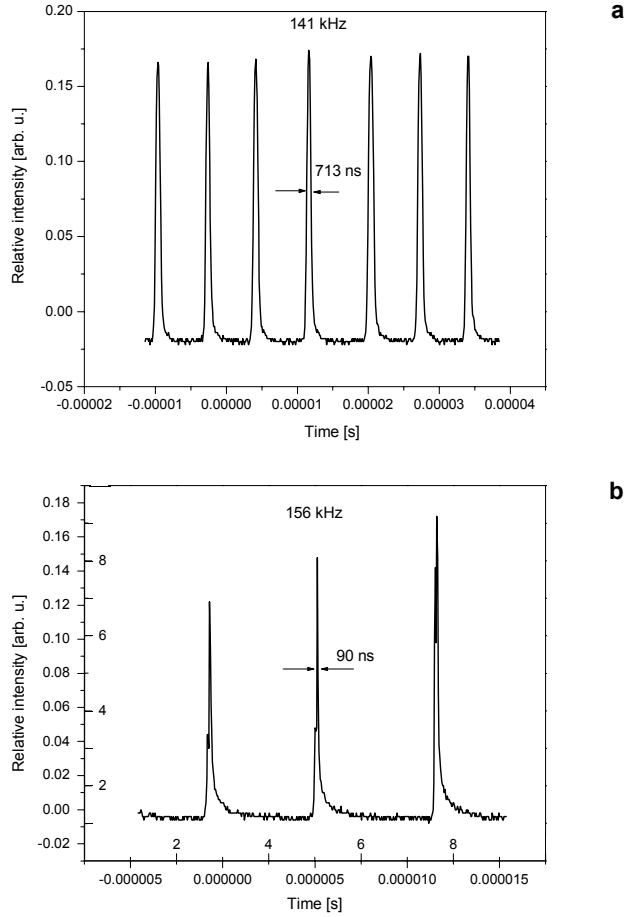 a
141 kHz
713 ns
Relative intensity [arb. u.]
0.20
0.15
0.10
0.05
0.00
-0.05
-0.00002 -0.00001 0.00000 0.00001 0.00002 0.00003 0.00004
Time [s]
b
156 kHz
90 ns
Relative intensity [arb. u.]
0.18
0.16
0.14
0.12
0.10
0.08
0.06
0.04
0.02
0.00
-0.02
8
6
4
2
2 4 6 8
-0.000005 0.000000 0.000005 0.000010 0.000015
Time [s]